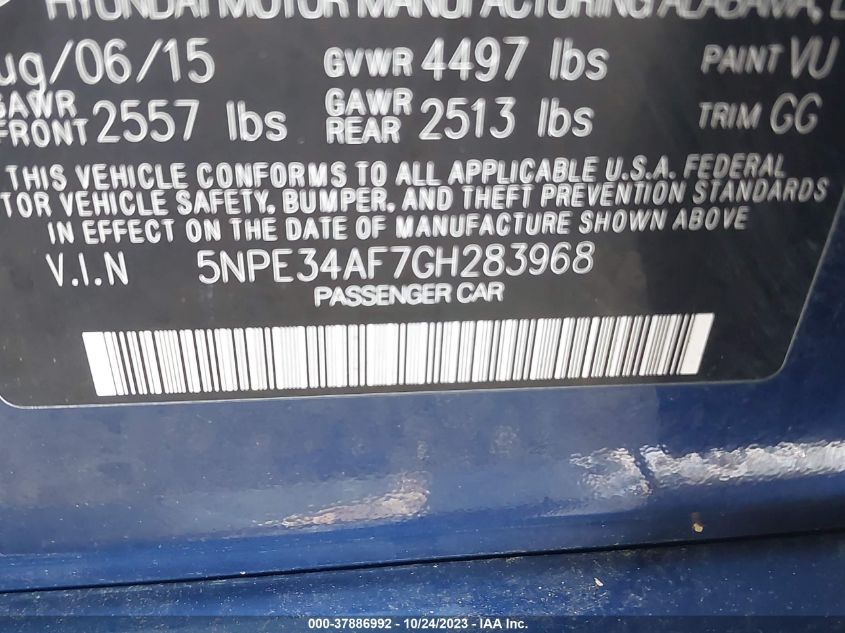 HYUNDAI MOTOR MANUFACTURING ALABAMA,
ug/06/15 GVWR 4497 lbs PAINT VU
GAWR FRONT 2557 lbs GAWR REAR 2513 lbs TRIM GG
THIS VEHICLE CONFORMS TO ALL APPLICABLE U.S.A. FEDERAL
TOR VEHICLE SAFETY, BUMPER, AND THEFT PREVENTION STANDARDS
IN EFFECT ON THE DATE OF MANUFACTURE SHOWN ABOVE
V.I.N 5NPE34AF7GH283968
PASSENGER CAR
000-37886992 - 10/24/2023 - IAA Inc.